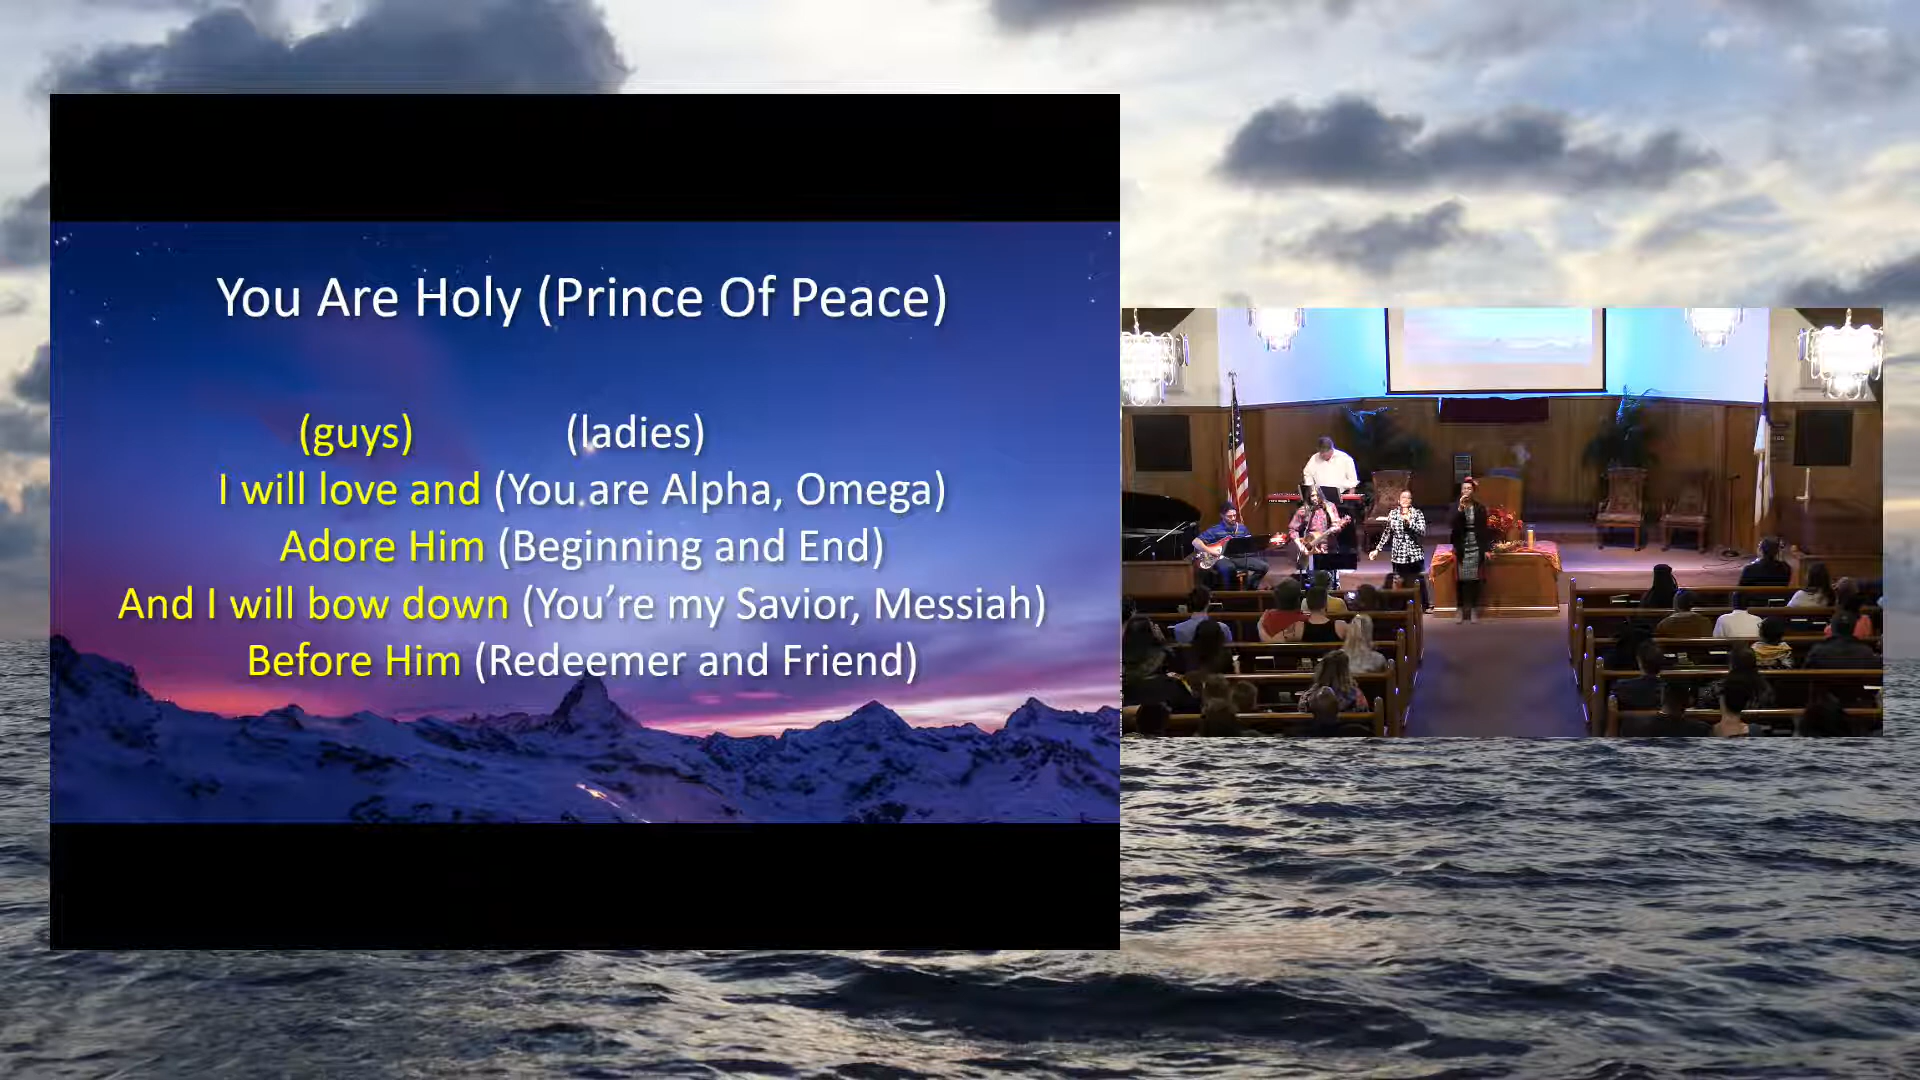 You Are Holy (Prince Of Peace)
(guys) (ladies)
I will love and (You are Alpha, Omega)
Adore Him (Beginning and End)
And I will bow down (You’re my Savior, Messiah)
Before Him (Redeemer and Friend)